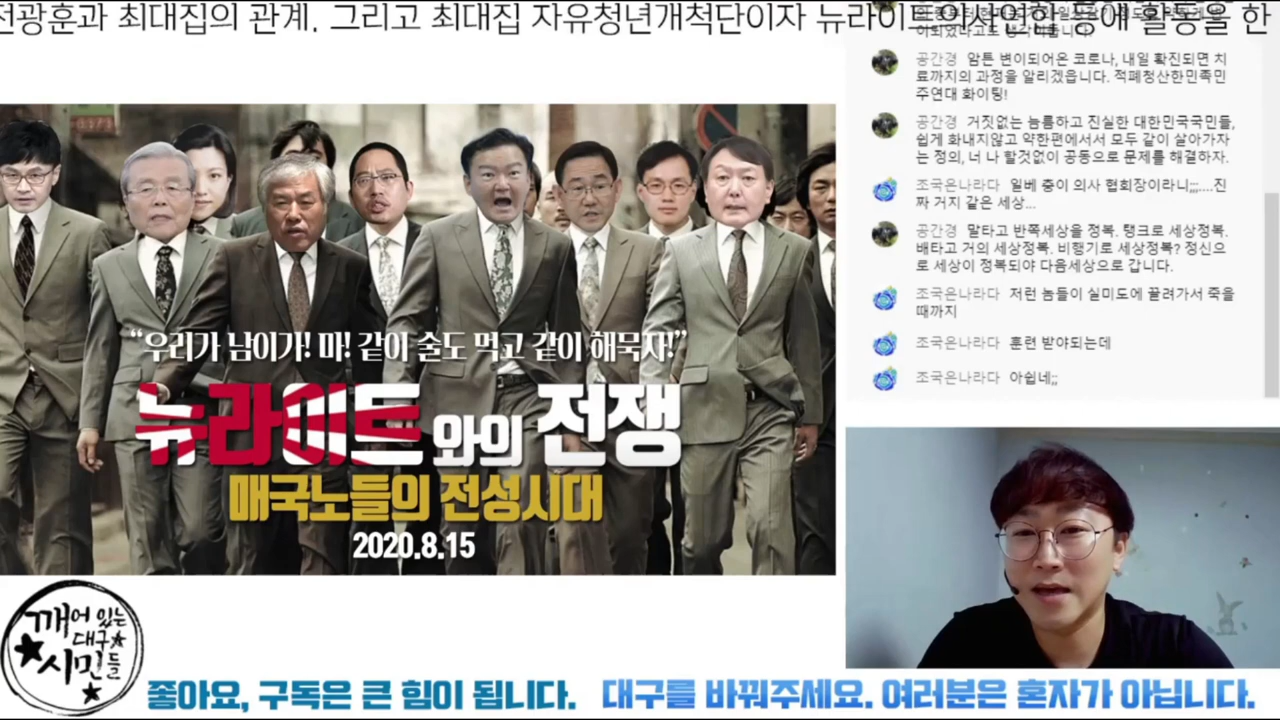 전광훈과 최대집의 관계. 그리고 최대집 자유청년개척단이자 뉴라이트 의사연합 등에 활동을 한
공간경 암튼 변이되어온 코로나, 내일 확진되면 치
료까지의 과정을 알리겠읍니다. 적폐청산한민족민
주연대 화이팅!
공간경 거짓없는 늠름하고 진실한 대한민국국민들,
쉽게 화내지않고 약한편에서서 모두 같이 살아가자
는 정의, 너 나 할것없이 공동으로 문제를 해결하자.
조국은나라다 일베 충이 의사 협회장이라니;;;....진
짜 거지 같은 세상...
공간경 말타고 반쪽세상을 정복. 탱크로 세상정복.
배타고 거의 세상정복. 비행기로 세상정복? 정신으
로 세상이 정복되야 다음세상으로 갑니다.
조국은나라다 저런 놈들이 실미도에 끌려가서 죽을
때까지
조국은나라다 훈련 받야되는데
조국은나라다 아쉽네;;
“우리가 남이가! 마! 같이 술도 먹고 같이 해묵자!”
뉴라이트와의 전쟁
매국노들의 전성시대
2020.8.15
깨어 있는
대구
시민들
좋아요, 구독은 큰 힘이 됩니다. 대구를 바꿔주세요. 여러분은 혼자가 아닙니다.